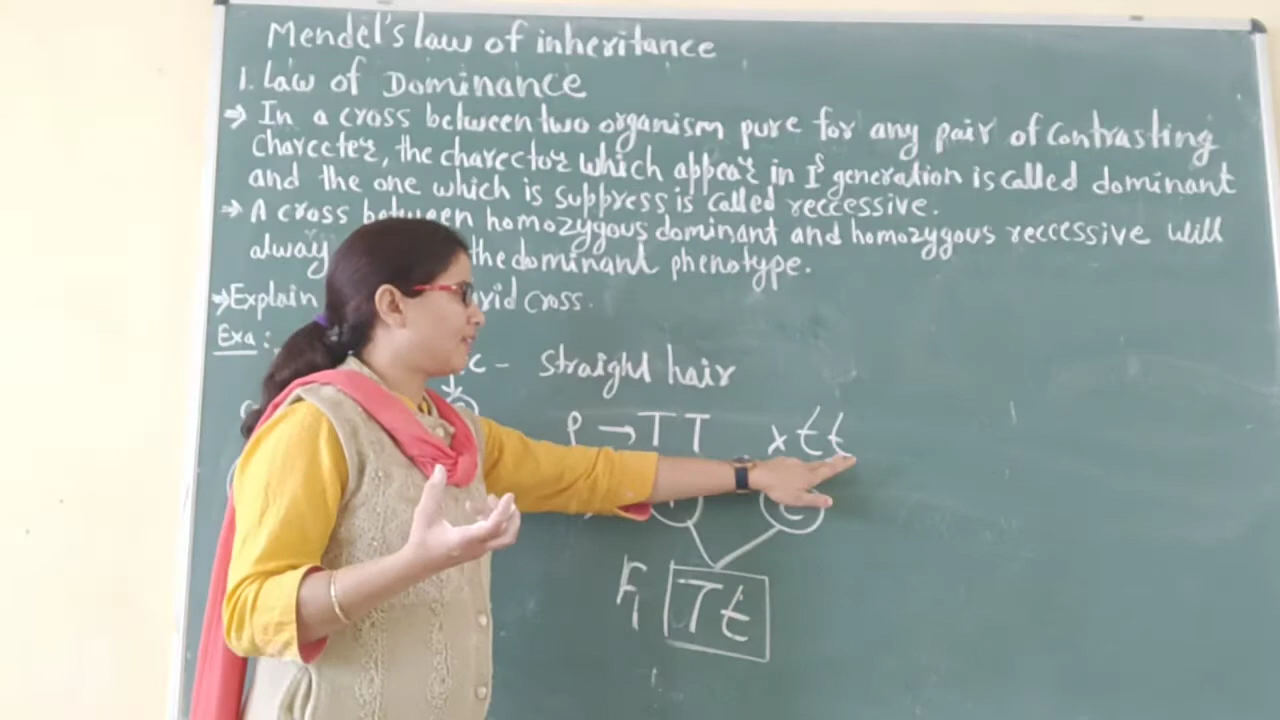 Mendel's law of inheritance
1. Law of Dominance
→ In a cross between two organism pure for any pair of contrasting
charecter, the charector which appear in Ist generation is called dominant
and the one which is suppress is called reccessive.
→ A cross between homozygous dominant and homozygous reccessive will
alway the dominant phenotype.
→ Explain cross.
Exa:
c - straight hair
P → TT x tt
t
F1 Tt